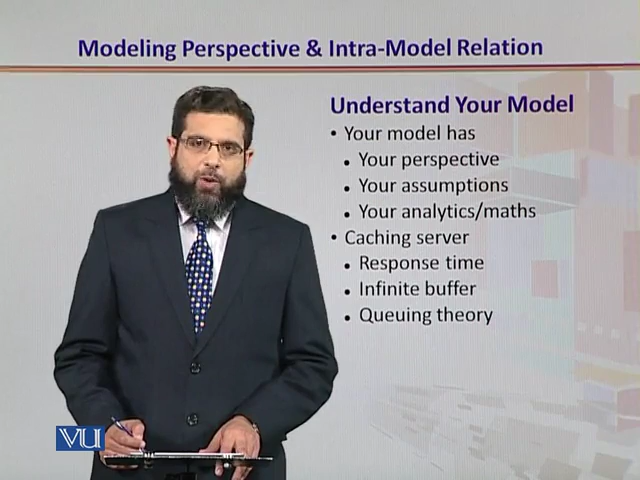 Modeling Perspective & Intra-Model Relation
Understand Your Model
• Your model has
• Your perspective
• Your assumptions
• Your analytics/maths
• Caching server
• Response time
• Infinite buffer
• Queuing theory
VU